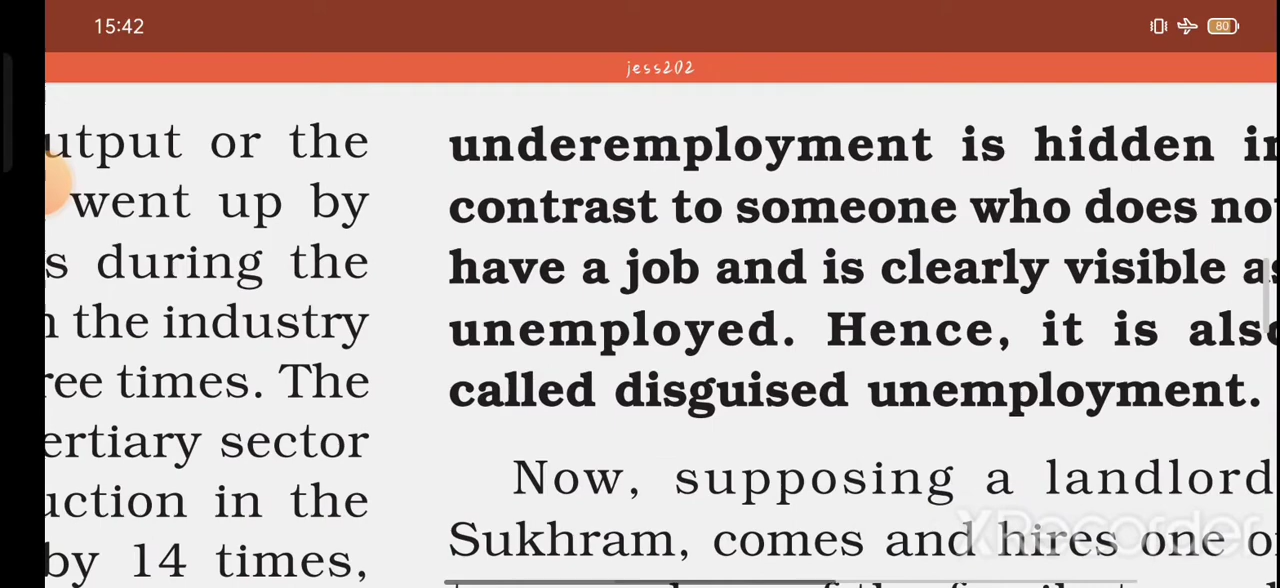 15:42
80
jess202
utput or the
went up by
s during the
the industry
ree times. The
ertiary sector
uction in the
by 14 times,
underemployment is hidden in
contrast to someone who does not
have a job and is clearly visible as
unemployed. Hence, it is also
called disguised unemployment.
Now, supposing a landlord
Sukhram, comes and hires one o
XRecorder